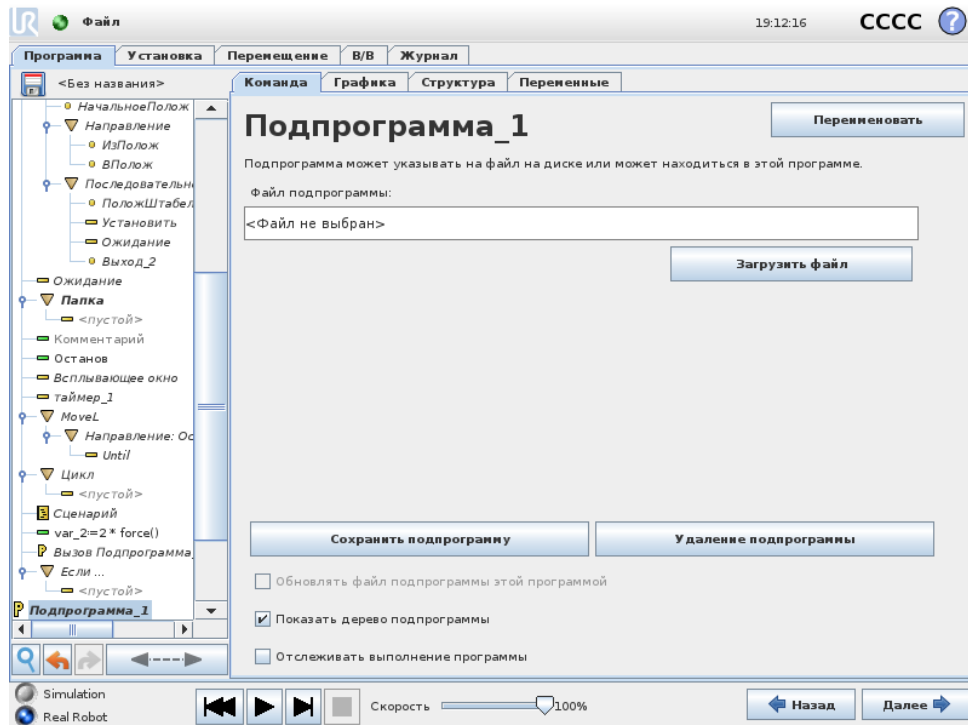 UR Файл 19:12:16 CCCC ?
Программа Установка Перемещение В/В Журнал
<Без названия> Команда Графика Структура Переменные
НачальноеПолож
Направление
ИзПолож
ВПолож
Последовательн
ПоложШтабел
Установить
Ожидание
Выход_2
Ожидание
Папка
<пустой>
Комментарий
Останов
Всплывающее окно
таймер_1
MoveL
Направление: Ос
Until
Цикл
<пустой>
Сценарий
var_2:=2 * force()
Вызов Подпрограмма_
Если ...
<пустой>
Подпрограмма_1
Подпрограмма_1 Переименовать
Подпрограмма может указывать на файл на диске или может находиться в этой программе.
Файл подпрограммы:
<Файл не выбран>
Загрузить файл
Сохранить подпрограмму Удаление подпрограммы
Обновлять файл подпрограммы этой программой
Показать дерево подпрограммы
Отслеживать выполнение программы
Simulation
Real Robot
Скорость 100% Назад Далее